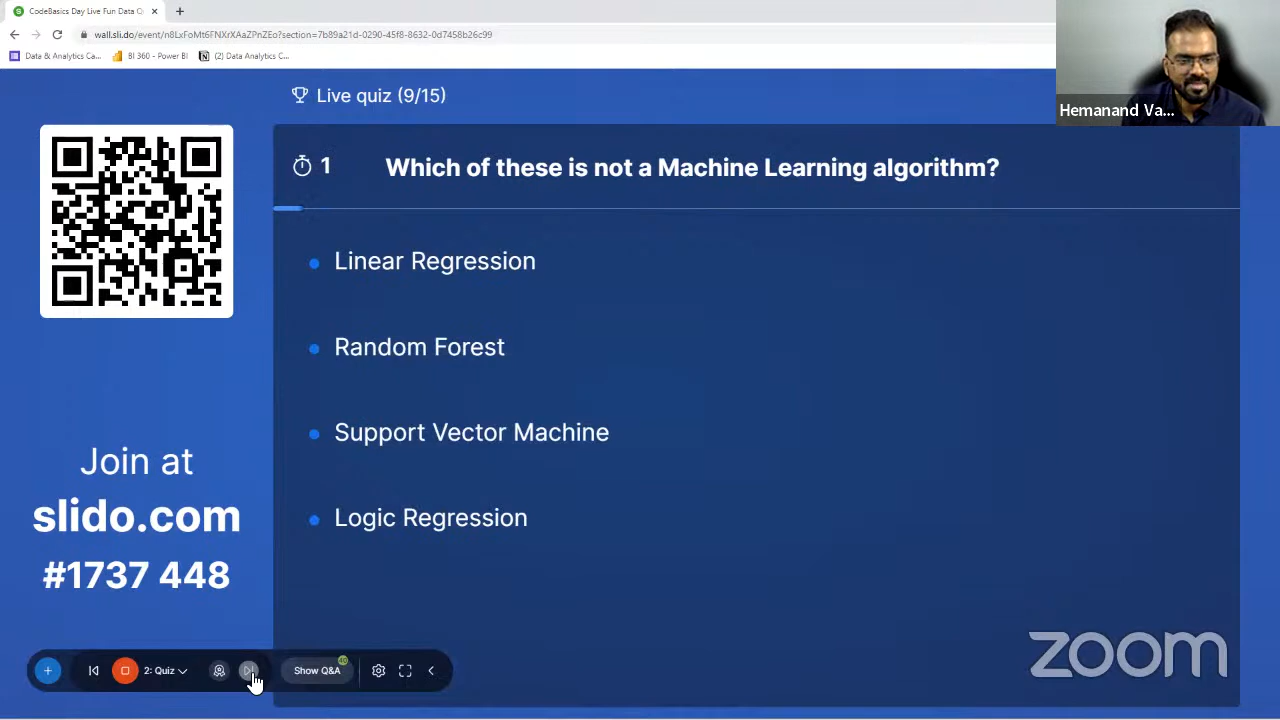 CodeBasics Day Live Fun Data Q
wall.sli.do/event/n8LxFoMt6FNXrXAaZPnZEo?section=7b89a21d-0290-45f8-8632-0d7458b26c99
Data & Analytics Ca...
BI 360 - Power BI
(2) Data Analytics C...
Hemanand Va...
Live quiz (9/15)
1
Which of these is not a Machine Learning algorithm?
Linear Regression
Random Forest
Support Vector Machine
Logic Regression
Join at
slido.com
#1737 448
2: Quiz
Show Q&A
zoom